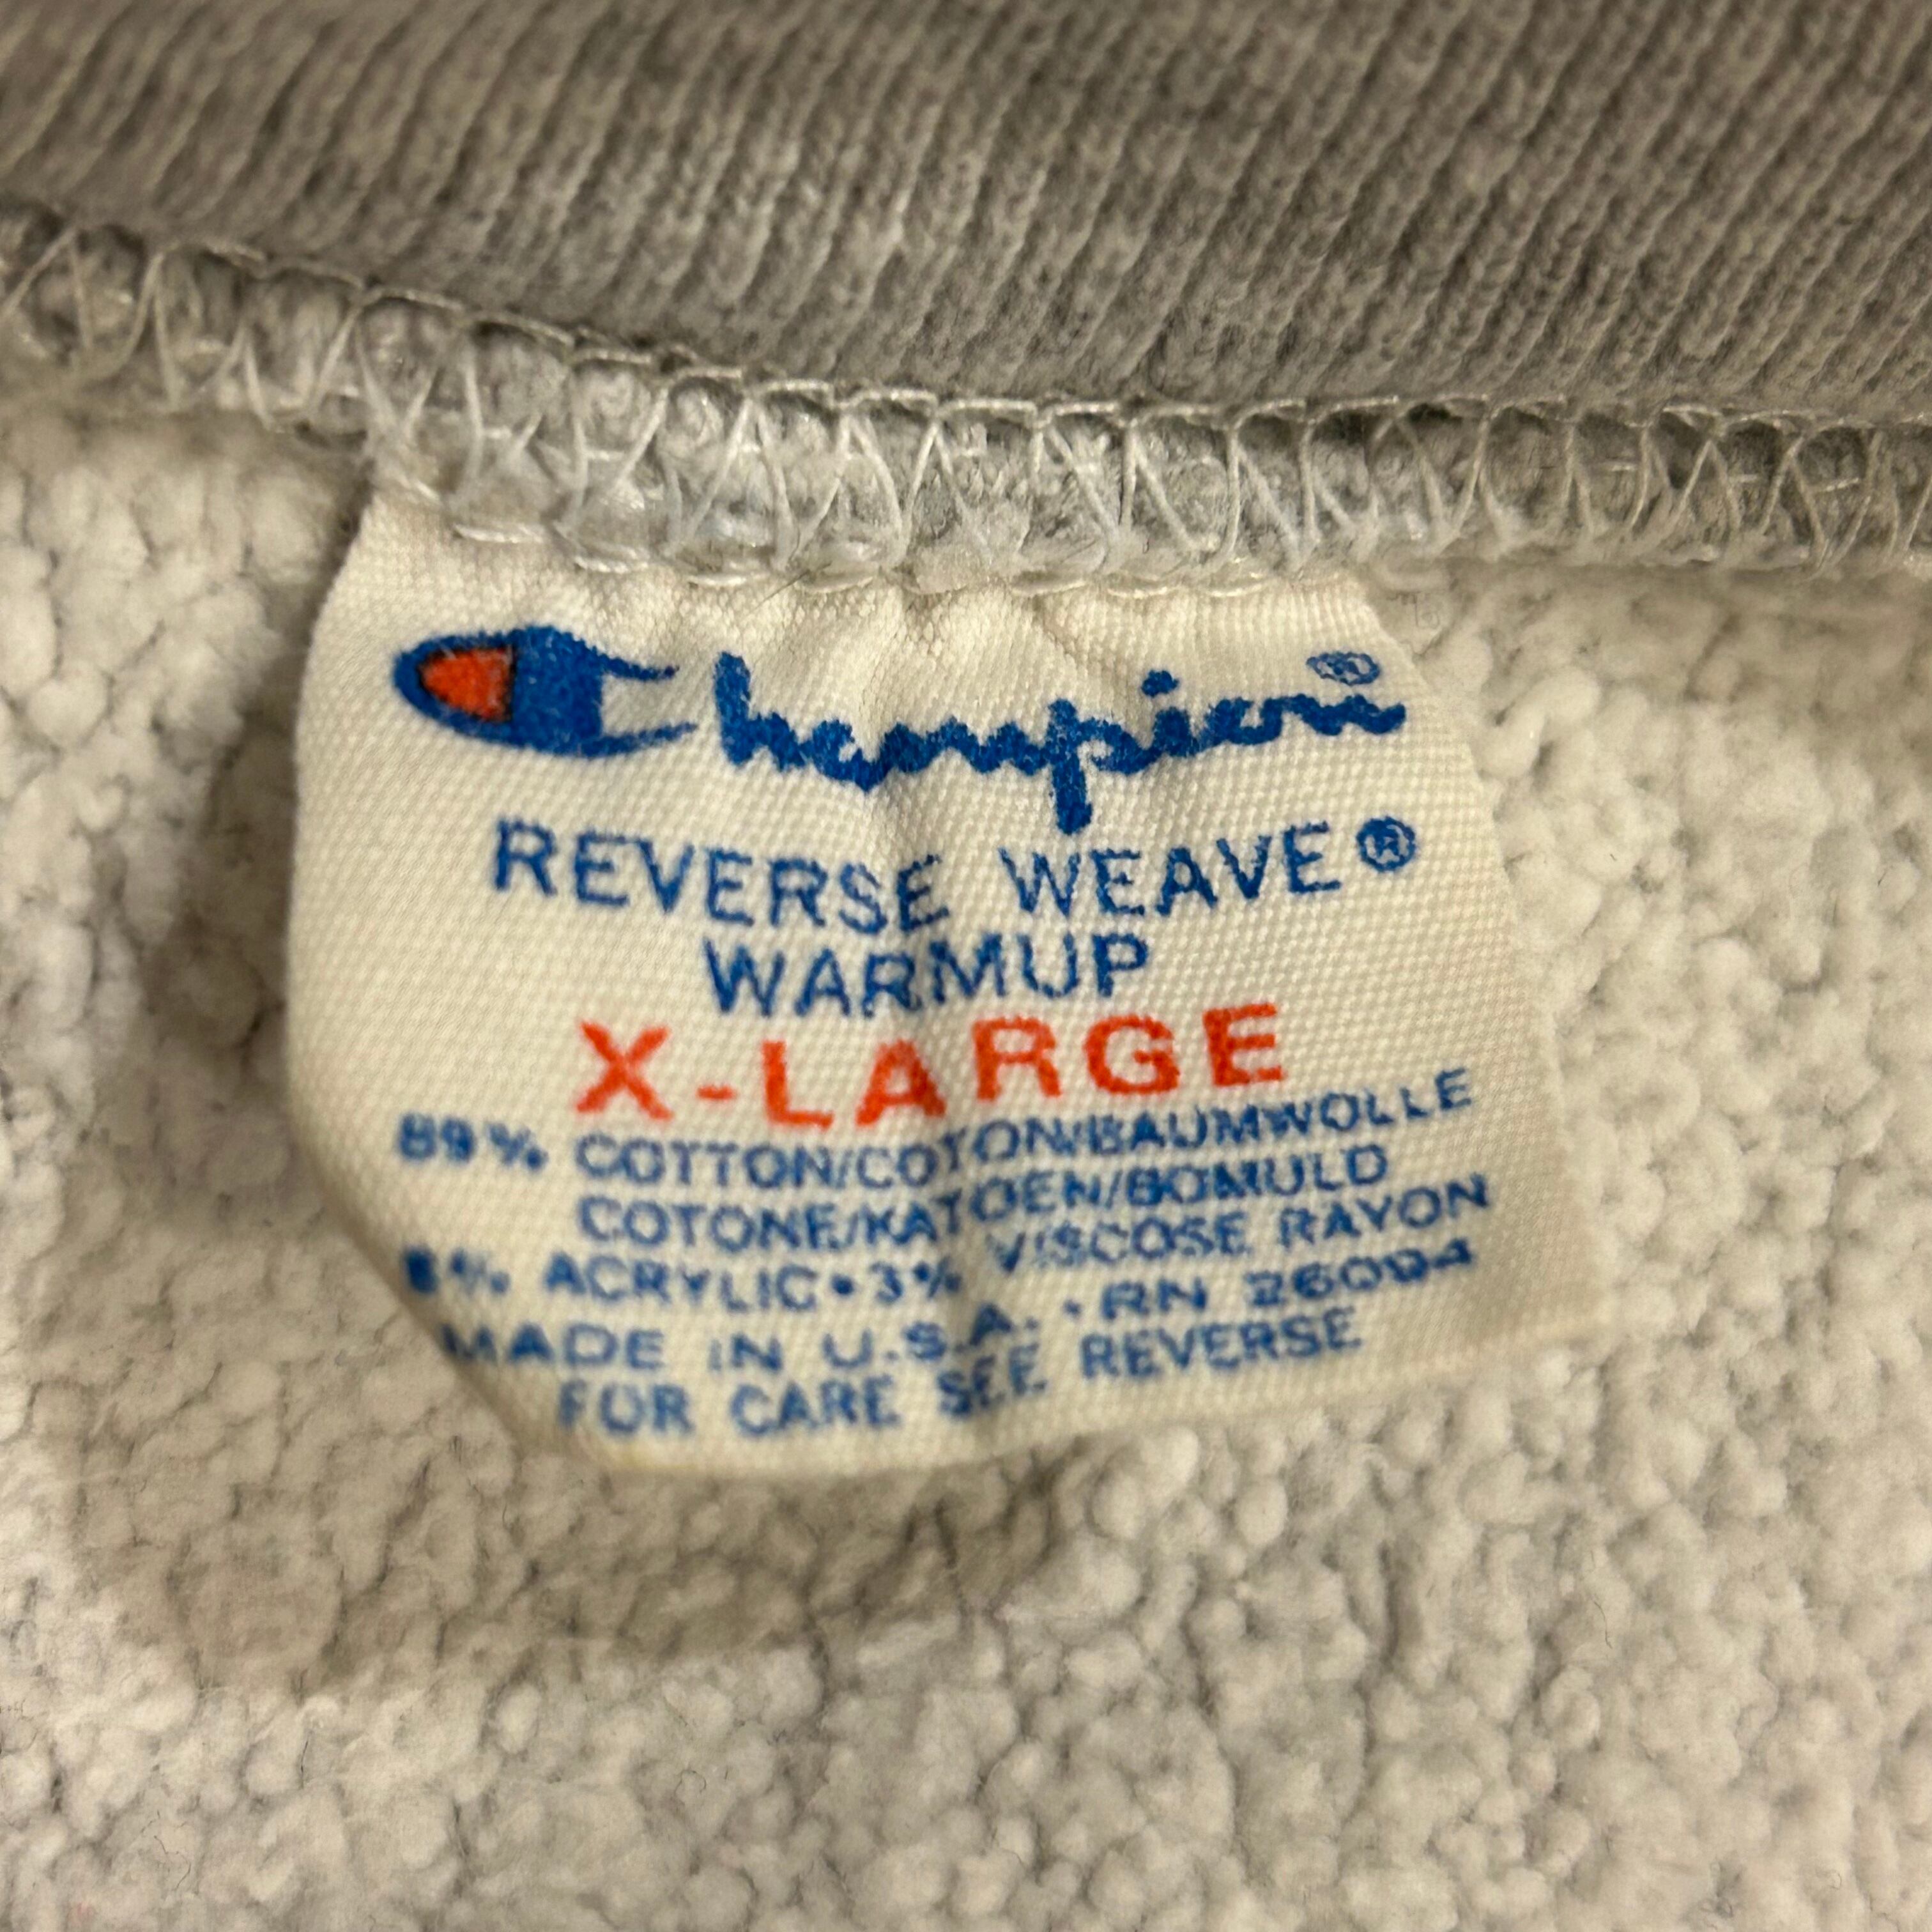 Champion®
REVERSE WEAVE®
WARMUP
X-LARGE
89% COTTON/COTON/BAUMWOLLE
COTONE/KATOEN/BOMULD
8% ACRYLIC•3% VISCOSE RAYON
MADE IN U.S.A. • RN 26094
FOR CARE SEE REVERSE